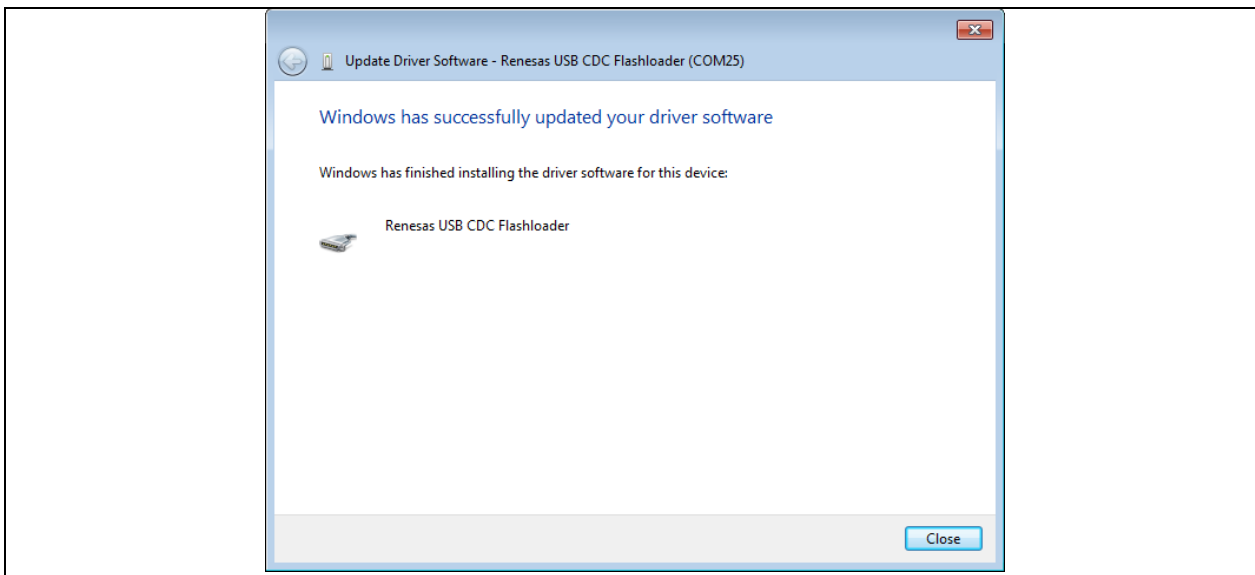 Update Driver Software - Renesas USB CDC Flashloader (COM25)
Windows has successfully updated your driver software
Windows has finished installing the driver software for this device:
Renesas USB CDC Flashloader
Close